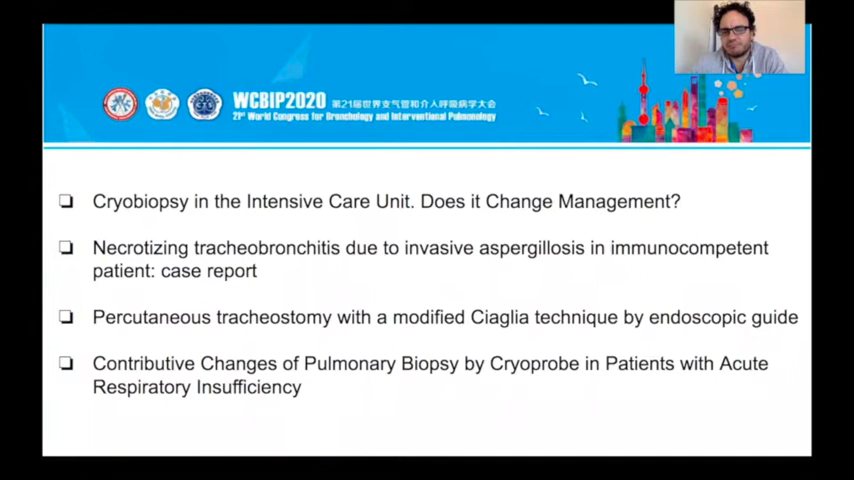 WCBIP2020 第21届世界支气管和介入呼吸病学大会
21st World Congress for Bronchology and Interventional Pulmonology
Cryobiopsy in the Intensive Care Unit. Does it Change Management?
Necrotizing tracheobronchitis due to invasive aspergillosis in immunocompetent
patient: case report
Percutaneous tracheostomy with a modified Ciaglia technique by endoscopic guide
Contributive Changes of Pulmonary Biopsy by Cryoprobe in Patients with Acute
Respiratory Insufficiency